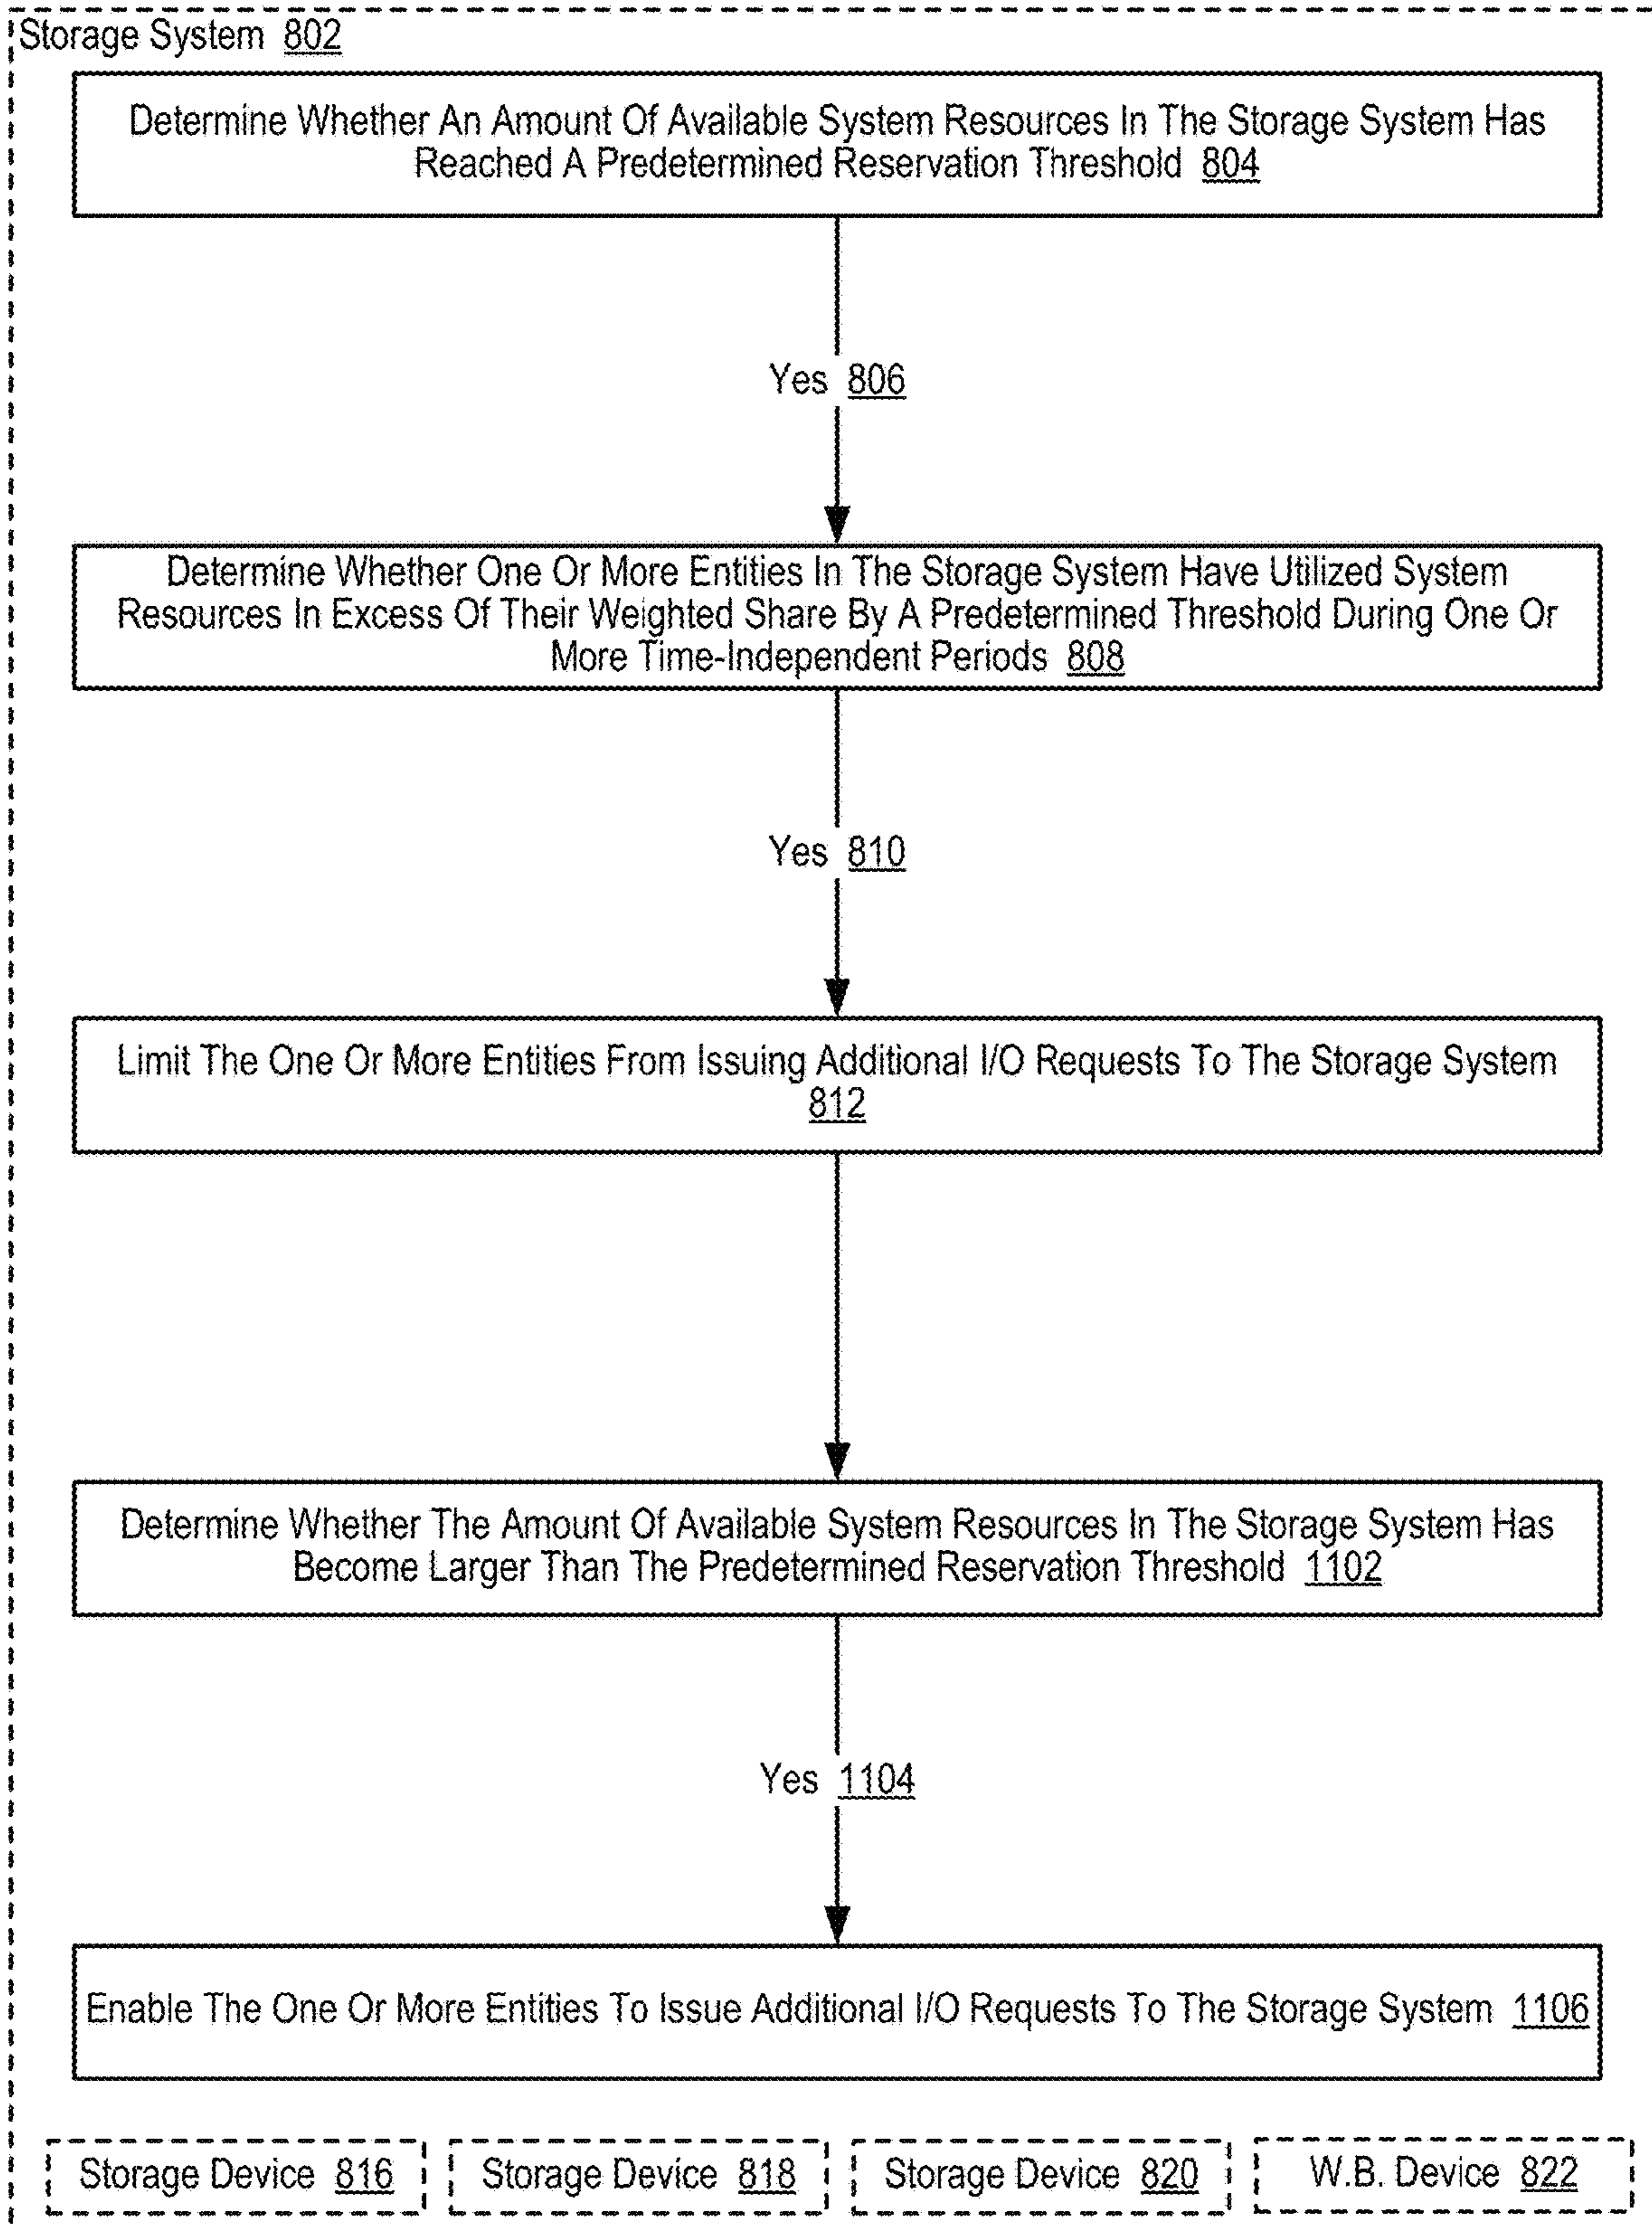 Storage System 802
Determine Whether An Amount Of Available System Resources In The Storage System Has
Reached A Predetermined Reservation Threshold 804
Yes 806
Determine Whether One Or More Entities In The Storage System Have Utilized System
Resources In Excess Of Their Weighted Share By A Predetermined Threshold During One Or
More Time-Independent Periods 808
Yes 810
Limit The One Or More Entities From Issuing Additional I/O Requests To The Storage System
812
Determine Whether The Amount Of Available System Resources In The Storage System Has
Become Larger Than The Predetermined Reservation Threshold 1102
Yes 1104
Enable The One Or More Entities To Issue Additional I/O Requests To The Storage System 1106
Storage Device 816
Storage Device 818
Storage Device 820
W.B. Device 822